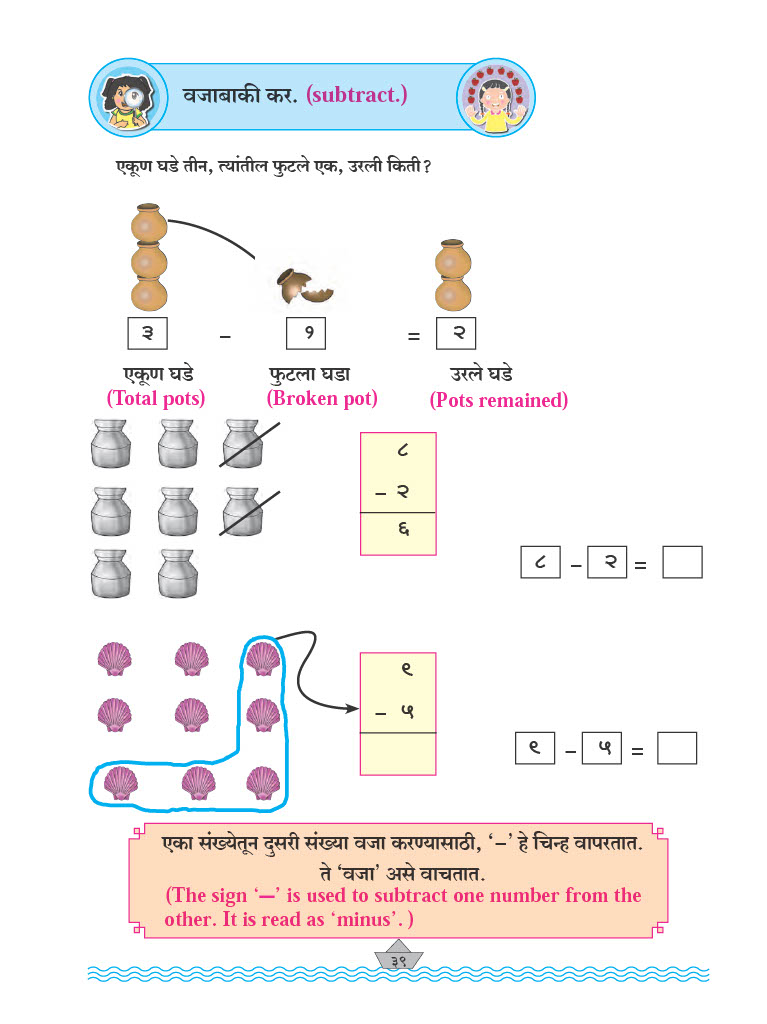 वजाबाकी कर. (subtract.)
एकूण घडे तीन, त्यांतील फुटले एक, उरली किती?
३ – १ = २
एकूण घडे फुटला घडा उरले घडे
(Total pots) (Broken pot) (Pots remained)
८
– २
६
८ – २ =
९
– ५
९ – ५ =
एका संख्येतून दुसरी संख्या वजा करण्यासाठी, ‘–’ हे चिन्ह वापरतात.
ते ‘वजा’ असे वाचतात.
(The sign ‘—’ is used to subtract one number from the
other. It is read as ‘minus’. )
३९